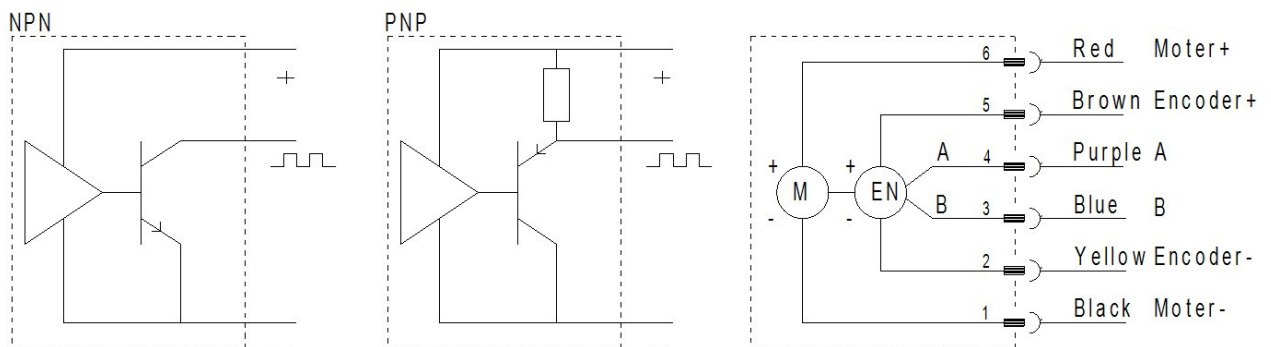 NPN
+
PNP
+
6 Red Moter+
5 Brown Encoder+
A 4 Purple A
+ +
M EN
- -
B 3 Blue B
2 Yellow Encoder-
1 Black Moter-